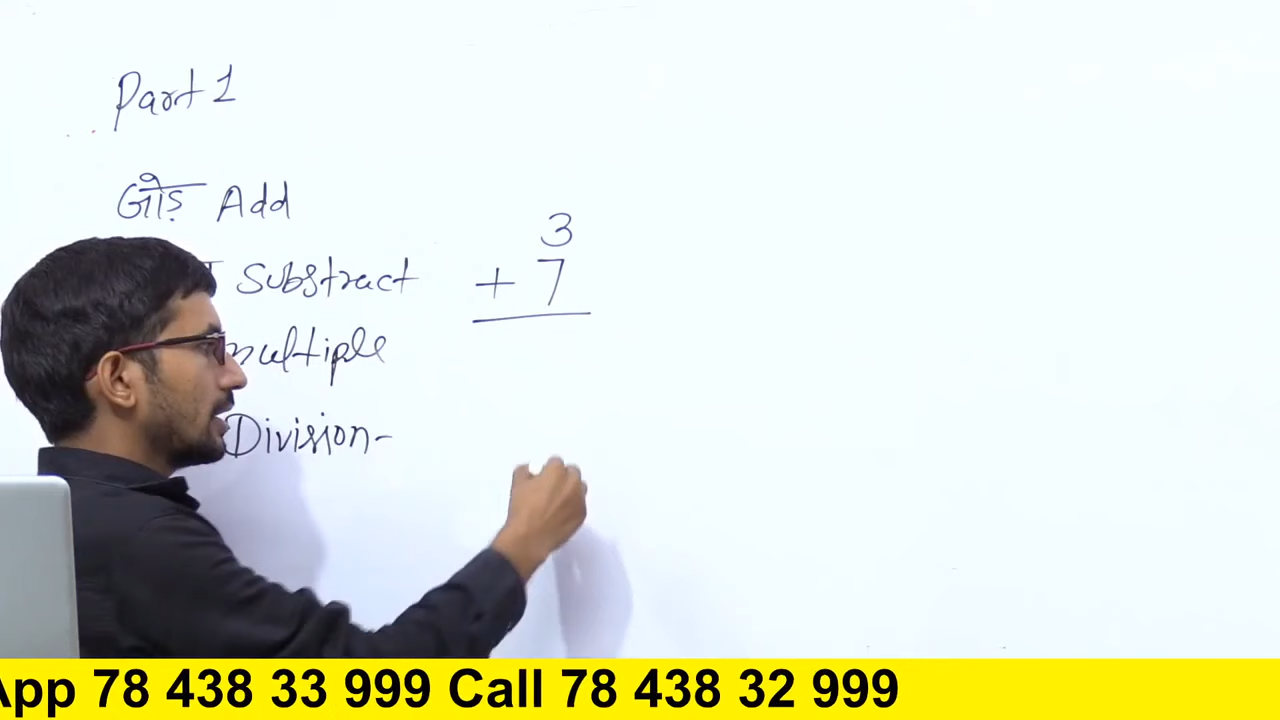 Part 1
जोड़ Add
Substract
multiple
Division-
3
+ 7
App 78 438 33 999 Call 78 438 32 999